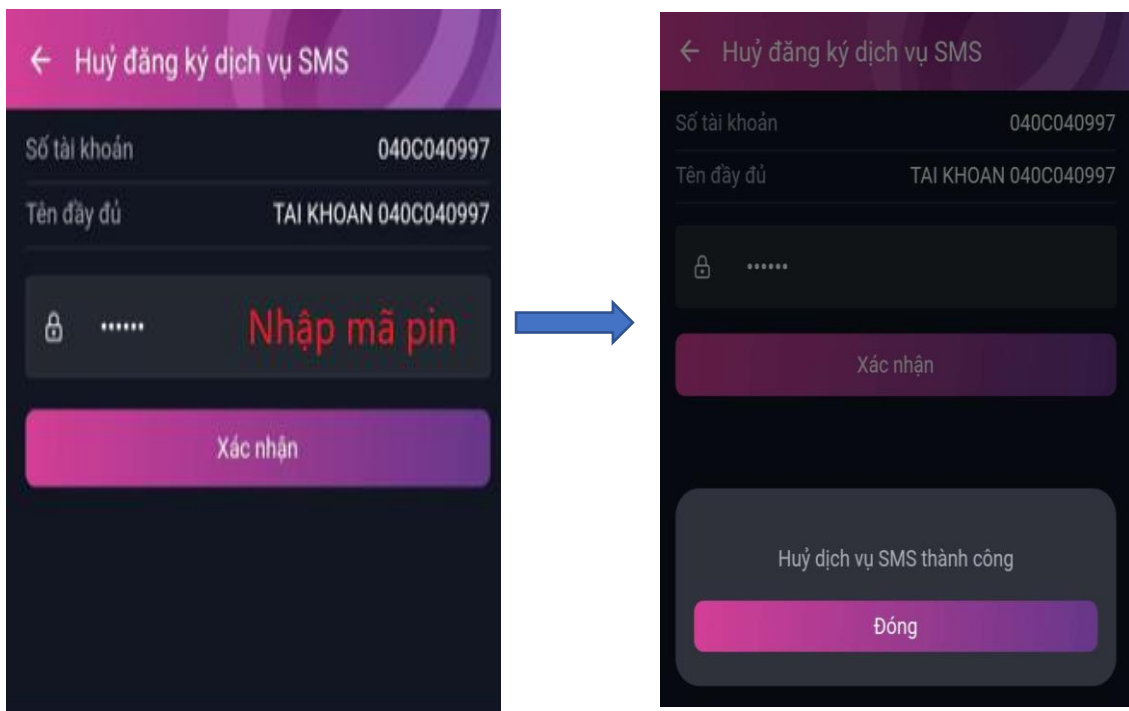 ← Huỷ đăng ký dịch vụ SMS
Số tài khoản 040C040997
Tên đầy đủ TAI KHOAN 040C040997
•••••• Nhập mã pin
Xác nhận
← Huỷ đăng ký dịch vụ SMS
Số tài khoản 040C040997
Tên đầy đủ TAI KHOAN 040C040997
••••••
Xác nhận
Huỷ dịch vụ SMS thành công
Đóng